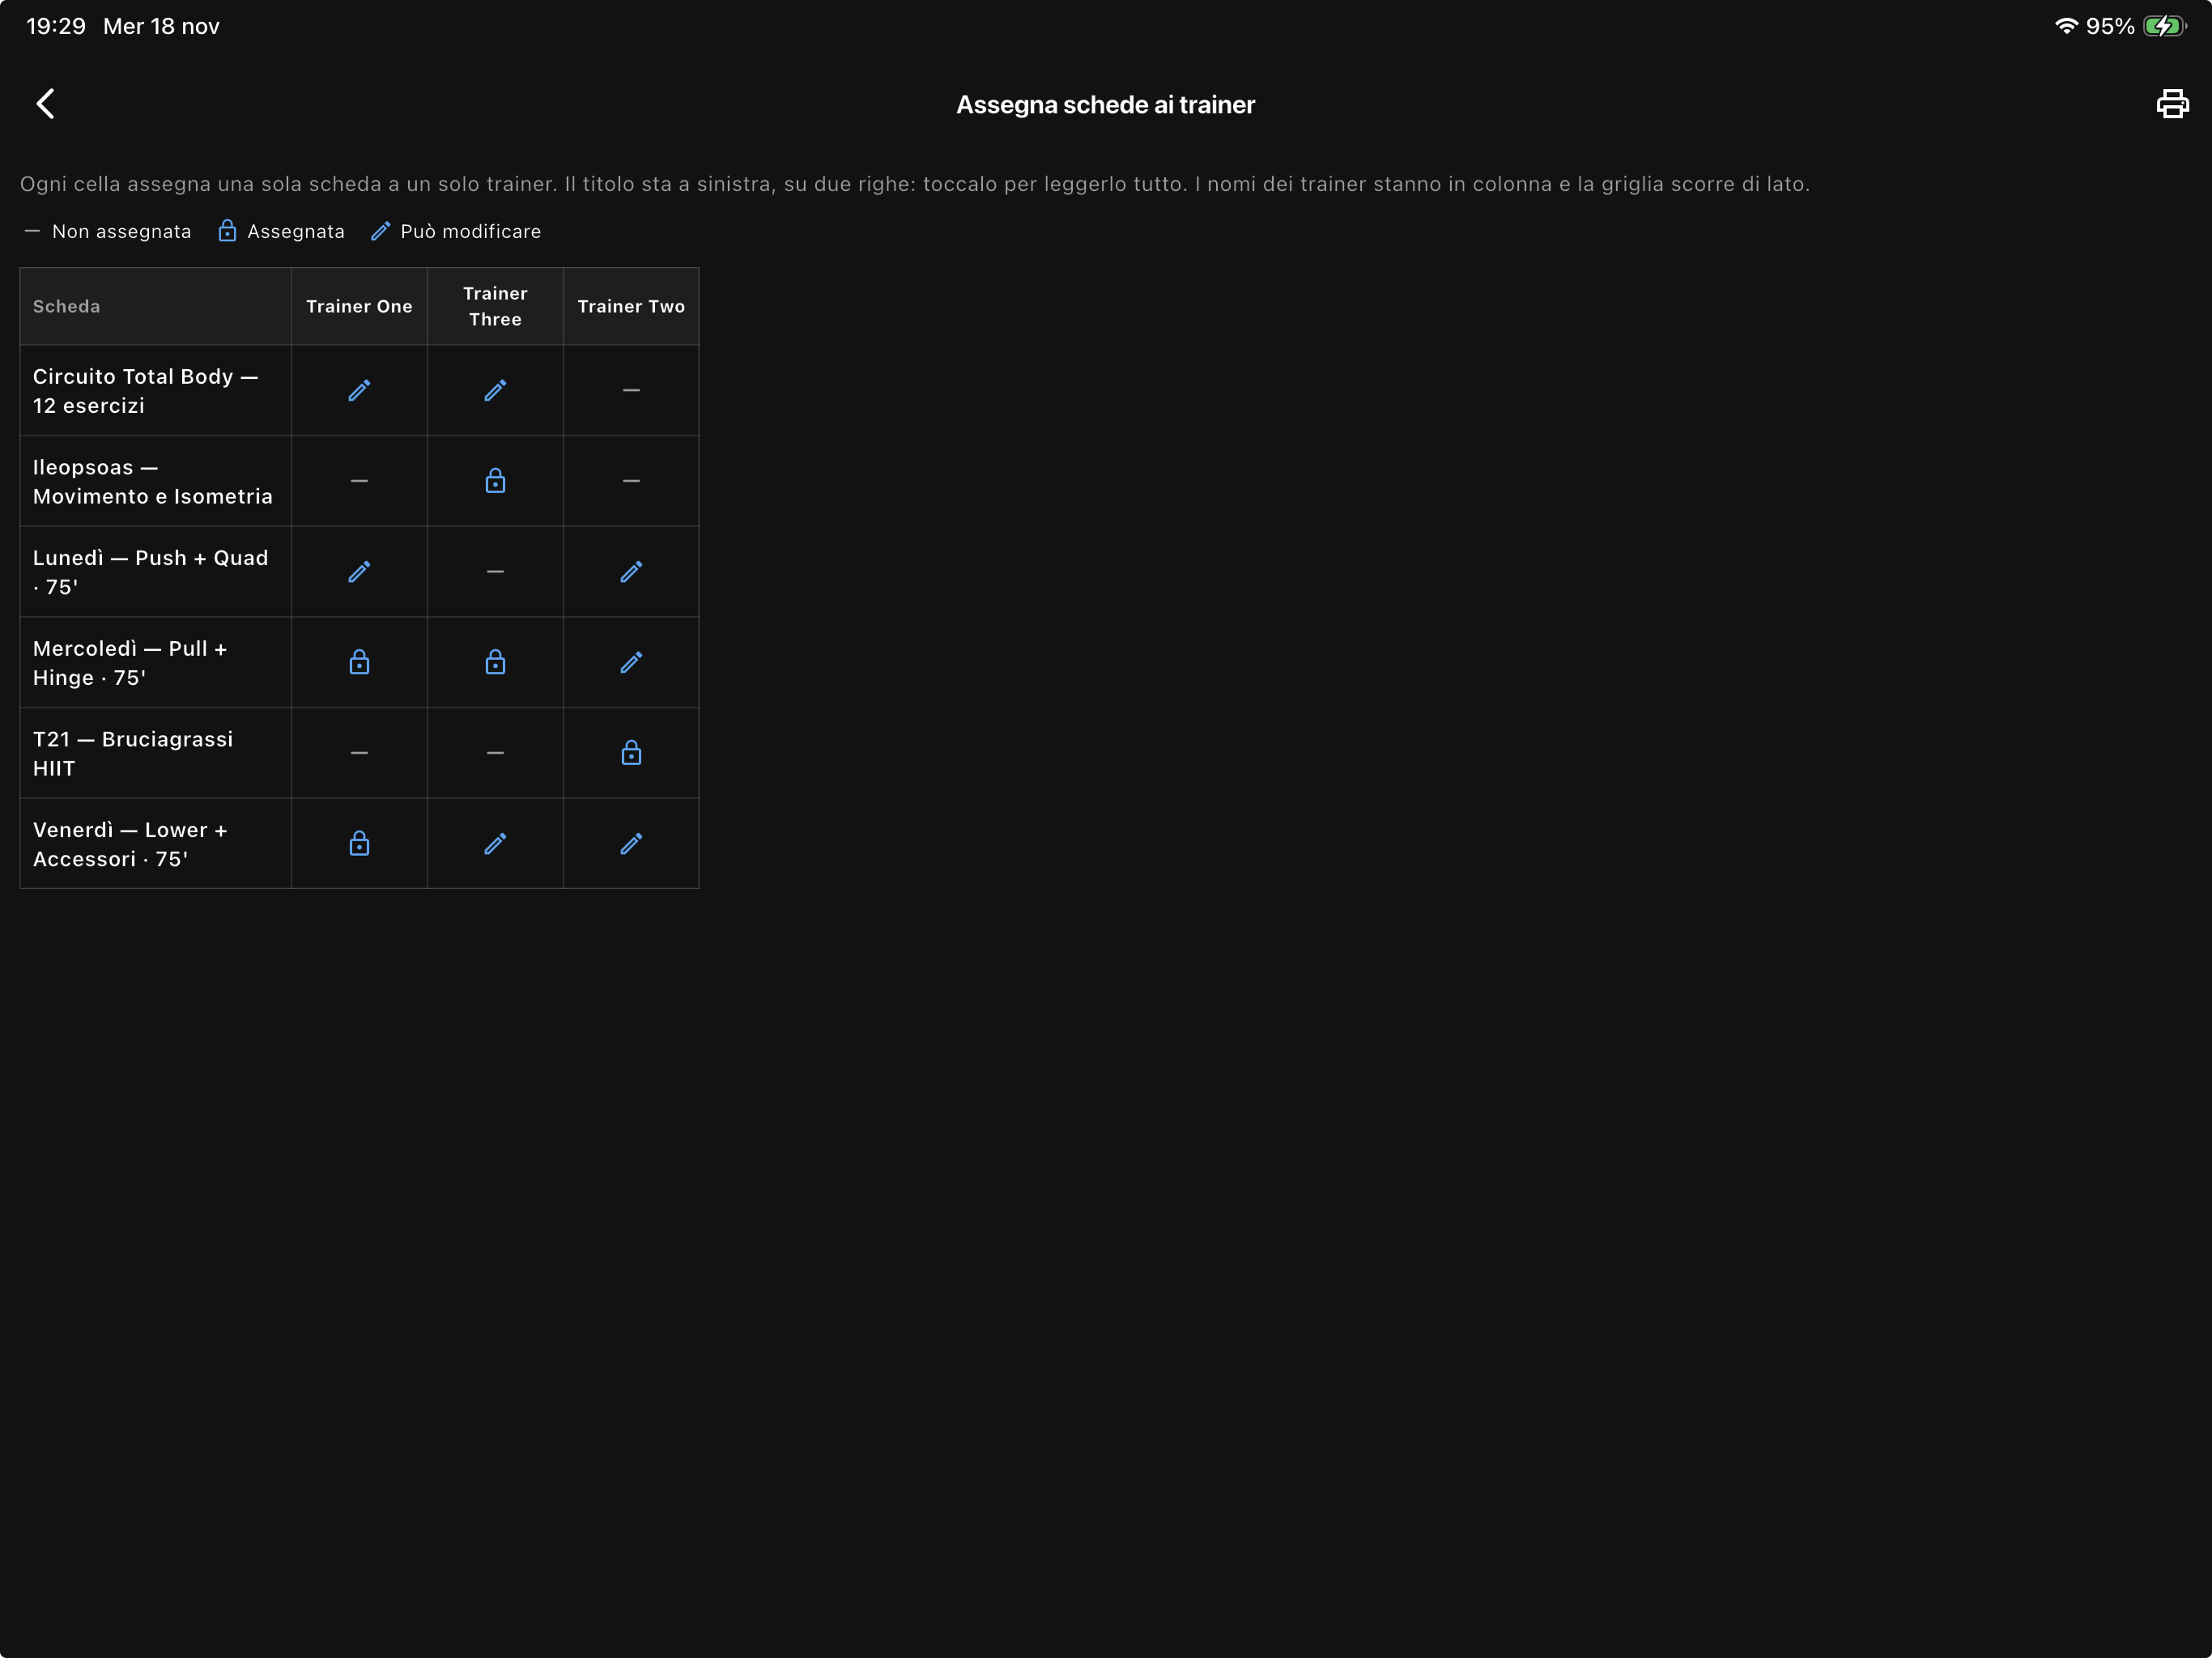 19:29 Mer 18 nov
95%
Assegna schede ai trainer
Ogni cella assegna una sola scheda a un solo trainer. Il titolo sta a sinistra, su due righe: toccalo per leggerlo tutto. I nomi dei trainer stanno in colonna e la griglia scorre di lato.
Non assegnata Assegnata Può modificare
Scheda
Trainer One
Trainer
Three
Trainer Two
Circuito Total Body —
12 esercizi
Ileopsoas —
Movimento e Isometria
Lunedì — Push + Quad
· 75'
Mercoledì — Pull +
Hinge · 75'
T21 — Bruciagrassi
HIIT
Venerdì — Lower +
Accessori · 75'